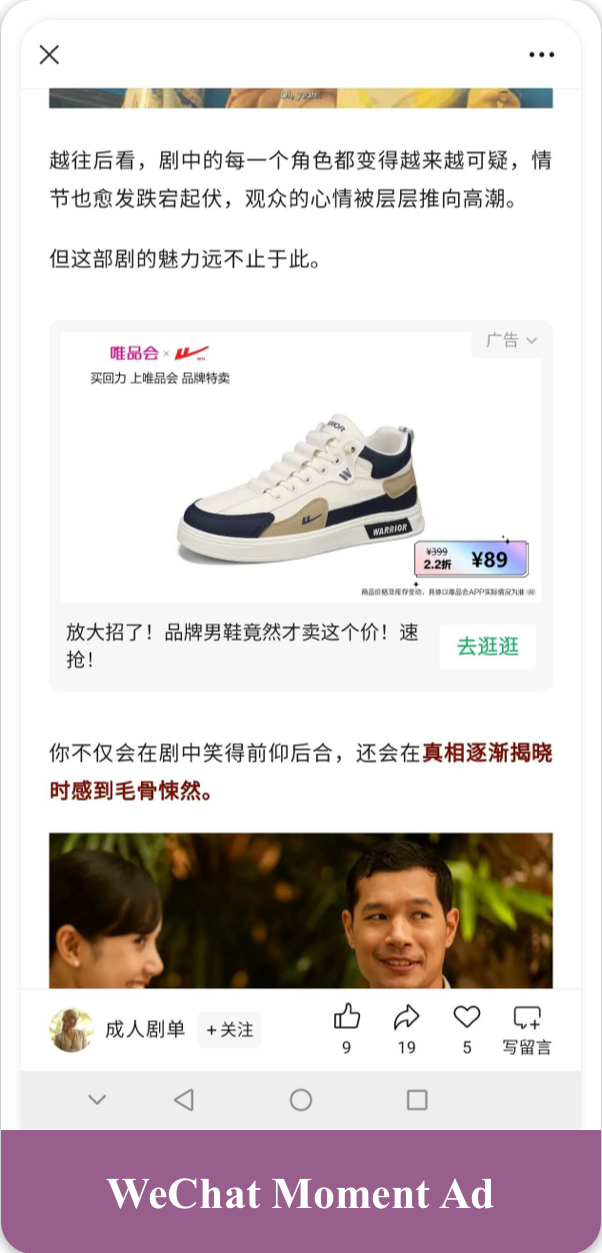 Oh, yeah.
越往后看，剧中的每一个角色都变得越来越可疑，情
节也愈发跌宕起伏，观众的心情被层层推向高潮。
但这部剧的魅力远不止于此。
广告
唯品会 ×
买回力 上唯品会 品牌特卖
WARRIOR
¥399
2.2折
¥89
商品价格及库存变动，具体以唯品会APP实际情况为准
放大招了！品牌男鞋竟然才卖这个价！速
抢！
去逛逛
你不仅会在剧中笑得前仰后合，还会在真相逐渐揭晓
时感到毛骨悚然。
成人剧单
+关注
9
19
5
写留言
WeChat Moment Ad